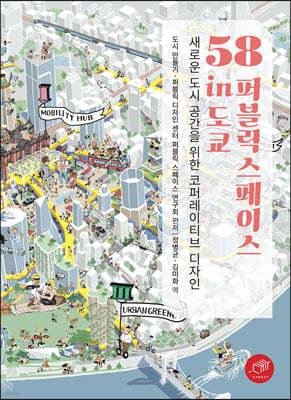 58 퍼블릭 스페이스
in 도쿄
새로운 도시 공간을 위한 코퍼레이티브 디자인
도시 만들기·퍼블릭 디자인 센터 퍼블릭 스페이스 연구회 편저 | 정병균·김미화 역
II
MOBILITY HUB
III
URBAN GREEN